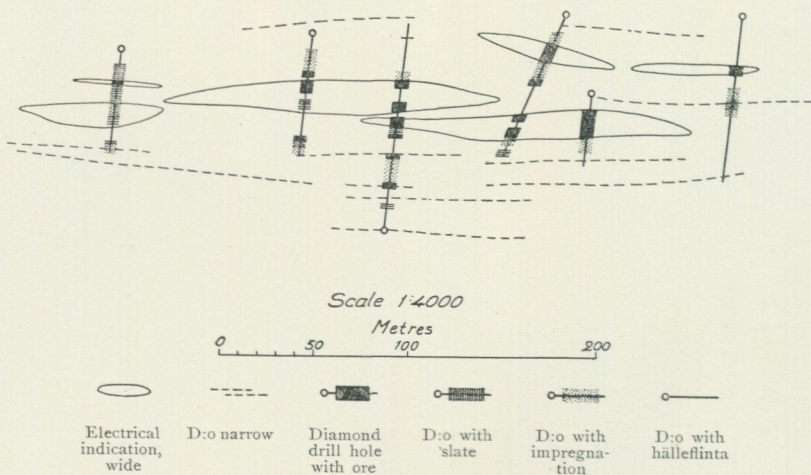 Scale 1:4000
Metres
0 50 100 200
Electrical
indication,
wide
D:o narrow
Diamond
drill hole
with ore
D:o with
slate
D:o with
impregna-
tion
D:o with
hälleflinta